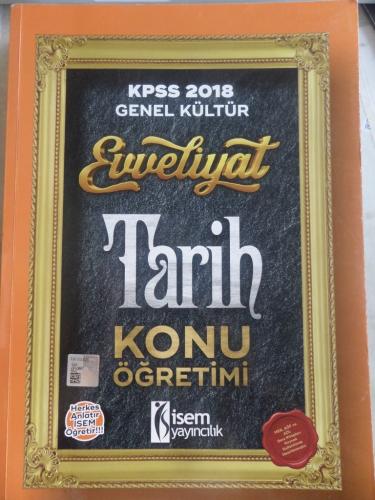 KPSS 2018
GENEL KÜLTÜR
Evveliyat
Tarih
KONU
ÖĞRETİMİ
Herkes
Anlatır
İSEM
Öğretir!!!
isem
yayıncılık